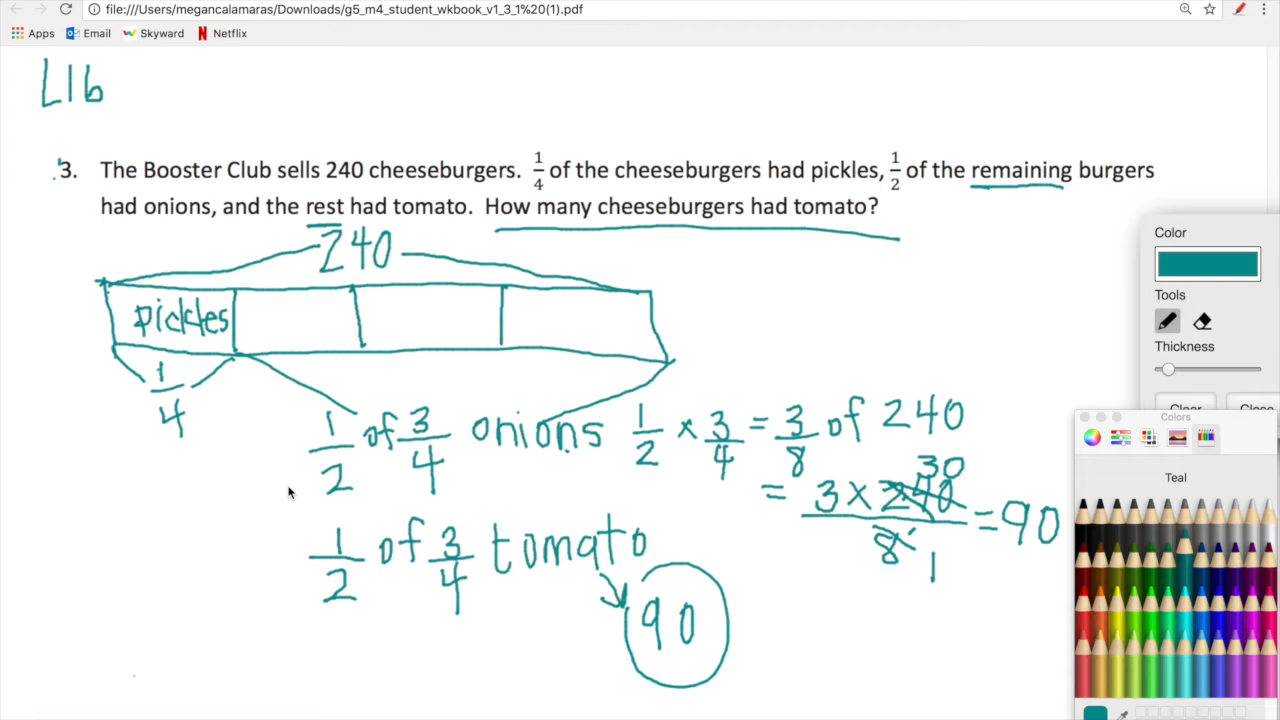 file:///Users/megancalamaras/Downloads/g5_m4_student_wkbook_v1_3_1%20(1).pdf
Apps Email Skyward Netflix
L16
3. The Booster Club sells 240 cheeseburgers. 1/4 of the cheeseburgers had pickles, 1/2 of the remaining burgers
had onions, and the rest had tomato. How many cheeseburgers had tomato?
240
pickles
1/4
1/2 of 3/4 onions 1/2 × 3/4 = 3/8 of 240
30
= 3 × 240 / 8 = 90
1
1/2 of 3/4 tomato
90
Color
Tools
Thickness
Clear Close
Colors
Teal